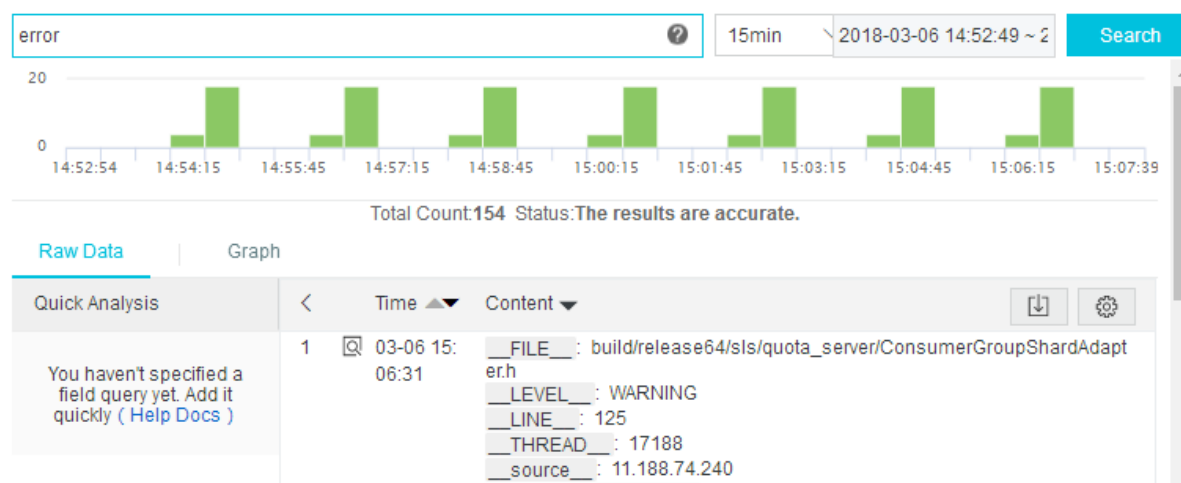 error
15min
2018-03-06 14:52:49 ~ 2
Search
20
0
14:52:54 14:54:15 14:55:45 14:57:15 14:58:45 15:00:15 15:01:45 15:03:15 15:04:45 15:06:15 15:07:39
Total Count:154 Status:The results are accurate.
Raw Data
Graph
Quick Analysis
Time
Content
You haven't specified a
field query yet. Add it
quickly ( Help Docs )
1
03-06 15:
06:31
__FILE__ : build/release64/sls/quota_server/ConsumerGroupShardAdapt
er.h
__LEVEL__ : WARNING
__LINE__ : 125
__THREAD__ : 17188
__source__ : 11.188.74.240